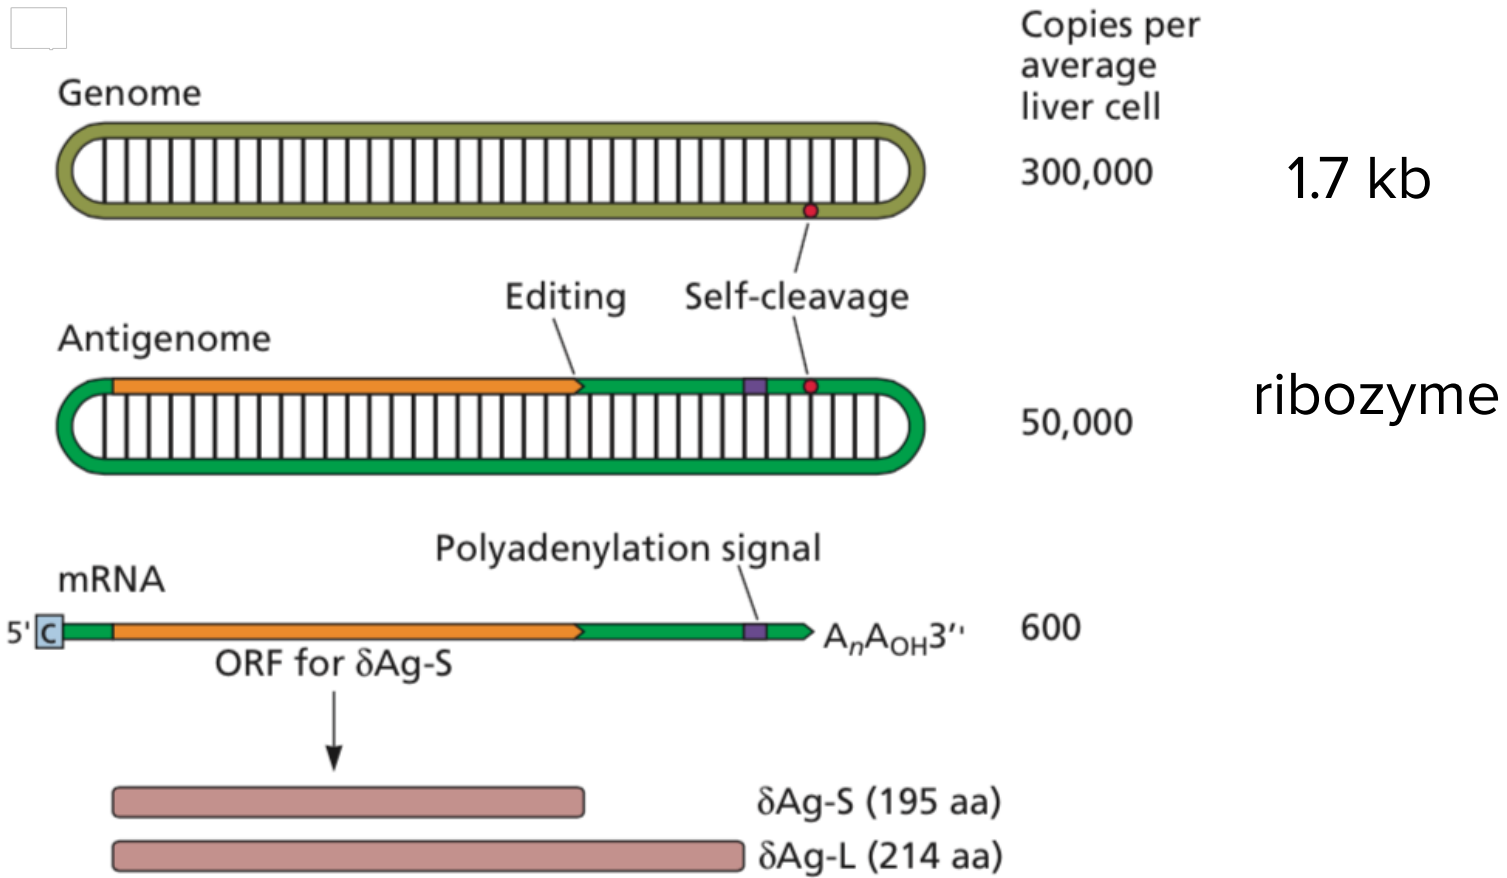 Copies per
average
liver cell
Genome
300,000
1.7 kb
Editing
Self-cleavage
Antigenome
50,000
ribozyme
Polyadenylation signal
mRNA
5' C
AnAOH3′'
600
ORF for δAg-S
δAg-S (195 aa)
δAg-L (214 aa)